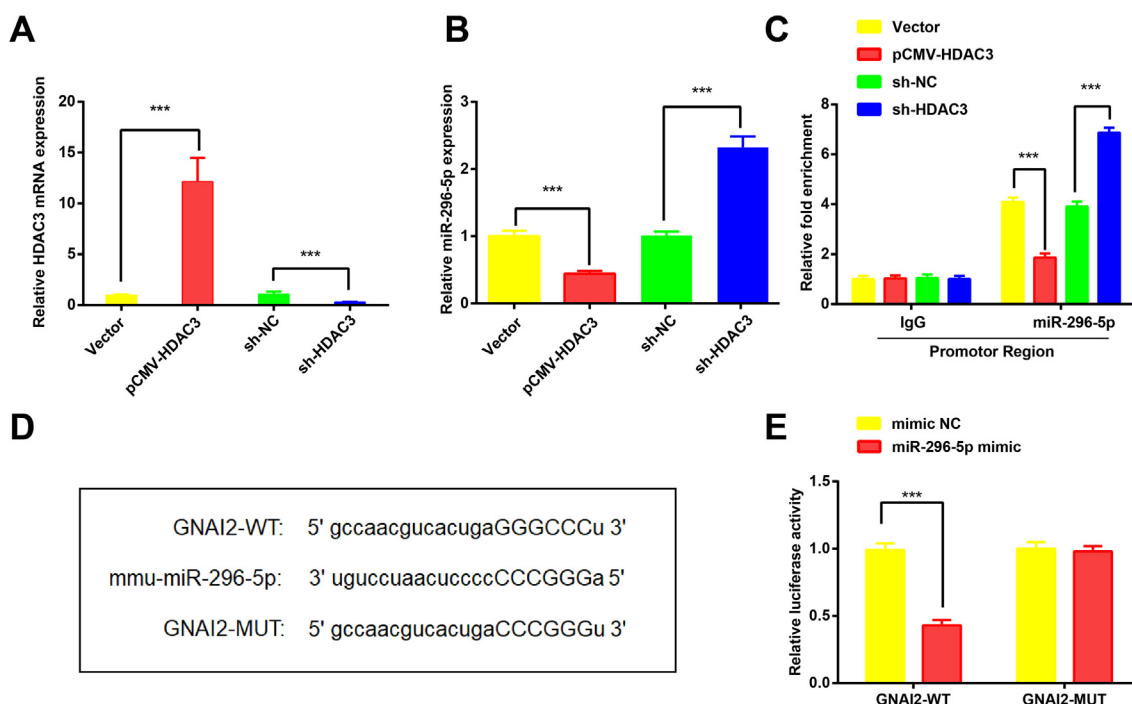 A
Relative HDAC3 mRNA expression
20
15
10
5
0
***
***
Vector
pCMV-HDAC3
sh-NC
sh-HDAC3
B
Relative miR-296-5p expression
3
2
1
0
***
***
Vector
pCMV-HDAC3
sh-NC
sh-HDAC3
C
Vector
pCMV-HDAC3
sh-NC
sh-HDAC3
Relative fold enrichment
8
6
4
2
0
***
***
IgG
miR-296-5p
Promotor Region
D
GNAI2-WT: 5' gccaacgucacugaGGGCCCu 3'
mmu-miR-296-5p: 3' uguccuaacuccccCCCGGGa 5'
GNAI2-MUT: 5' gccaacgucacugaCCCGGGu 3'
E
mimic NC
miR-296-5p mimic
Relative luciferase activity
1.5
1.0
0.5
0.0
***
GNAI2-WT
GNAI2-MUT